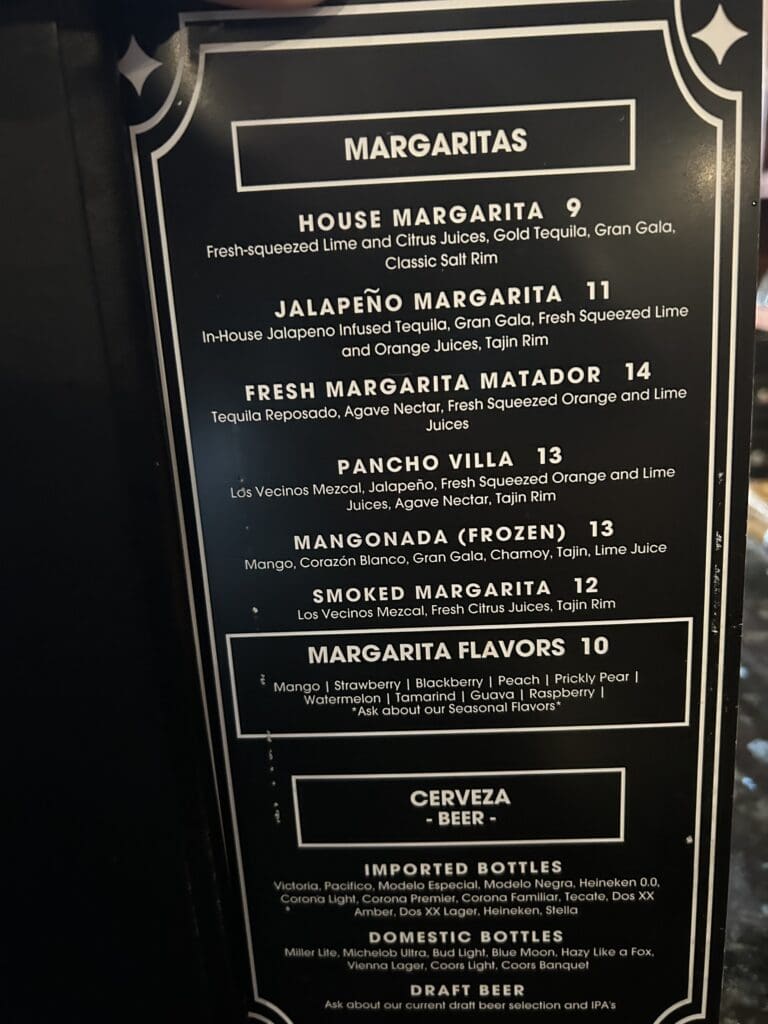 MARGARITAS
HOUSE MARGARITA 9
Fresh-squeezed Lime and Citrus Juices, Gold Tequila, Gran Gala,
Classic Salt Rim
JALAPEÑO MARGARITA 11
In-House Jalapeno Infused Tequila, Gran Gala, Fresh Squeezed Lime
and Orange Juices, Tajin Rim
FRESH MARGARITA MATADOR 14
Tequila Reposado, Agave Nectar, Fresh Squeezed Orange and Lime
Juices
PANCHO VILLA 13
Los Vecinos Mezcal, Jalapeño, Fresh Squeezed Orange and Lime
Juices, Agave Nectar, Tajin Rim
MANGONADA (FROZEN) 13
Mango, Corazón Blanco, Gran Gala, Chamoy, Tajin, Lime Juice
SMOKED MARGARITA 12
Los Vecinos Mezcal, Fresh Citrus Juices, Tajin Rim
MARGARITA FLAVORS 10
Mango | Strawberry | Blackberry | Peach | Prickly Pear |
Watermelon | Tamarind | Guava | Raspberry |
*Ask about our Seasonal Flavors*
CERVEZA
- BEER -
IMPORTED BOTTLES
Victoria, Pacifico, Modelo Especial, Modelo Negra, Heineken 0.0,
Corona Light, Corona Premier, Corona Familiar, Tecate, Dos XX
Amber, Dos XX Lager, Heineken, Stella
DOMESTIC BOTTLES
Miller Lite, Michelob Ultra, Bud Light, Blue Moon, Hazy Like a Fox,
Vienna Lager, Coors Light, Coors Banquet
DRAFT BEER
Ask about our current draft beer selection and IPA's